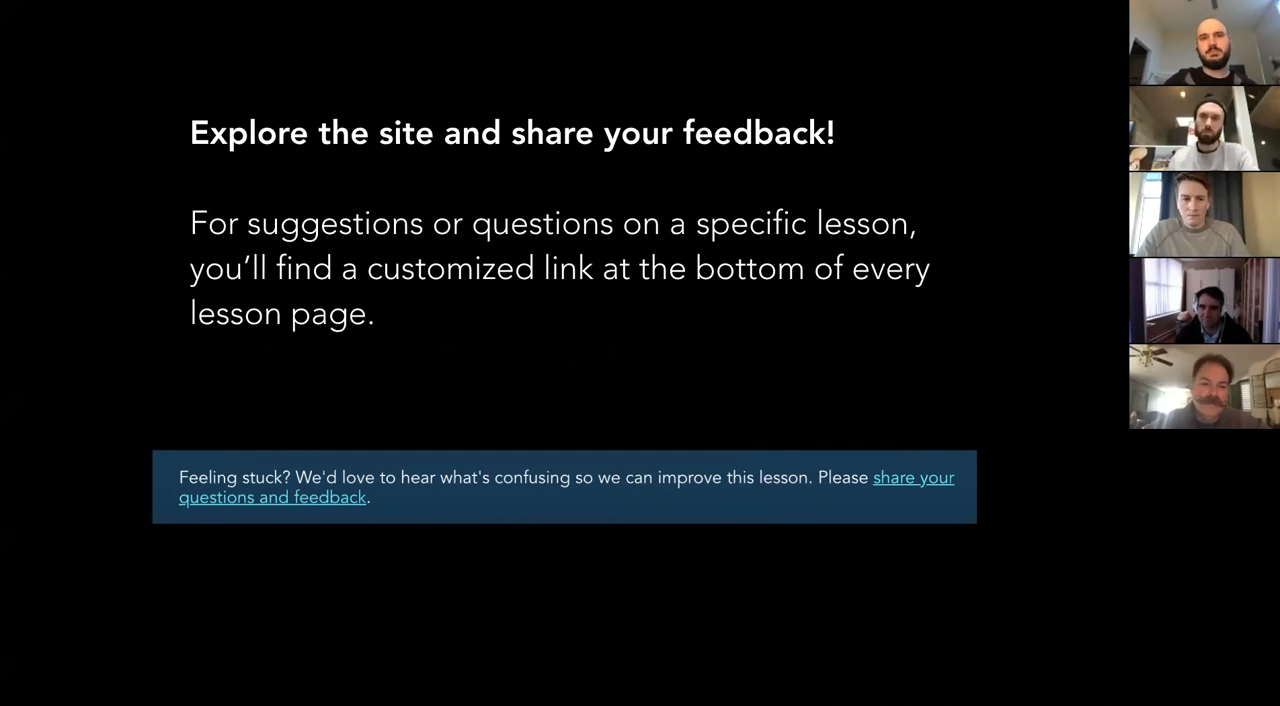 Explore the site and share your feedback!
For suggestions or questions on a specific lesson,
you’ll find a customized link at the bottom of every
lesson page.
Feeling stuck? We'd love to hear what's confusing so we can improve this lesson. Please share your
questions and feedback.